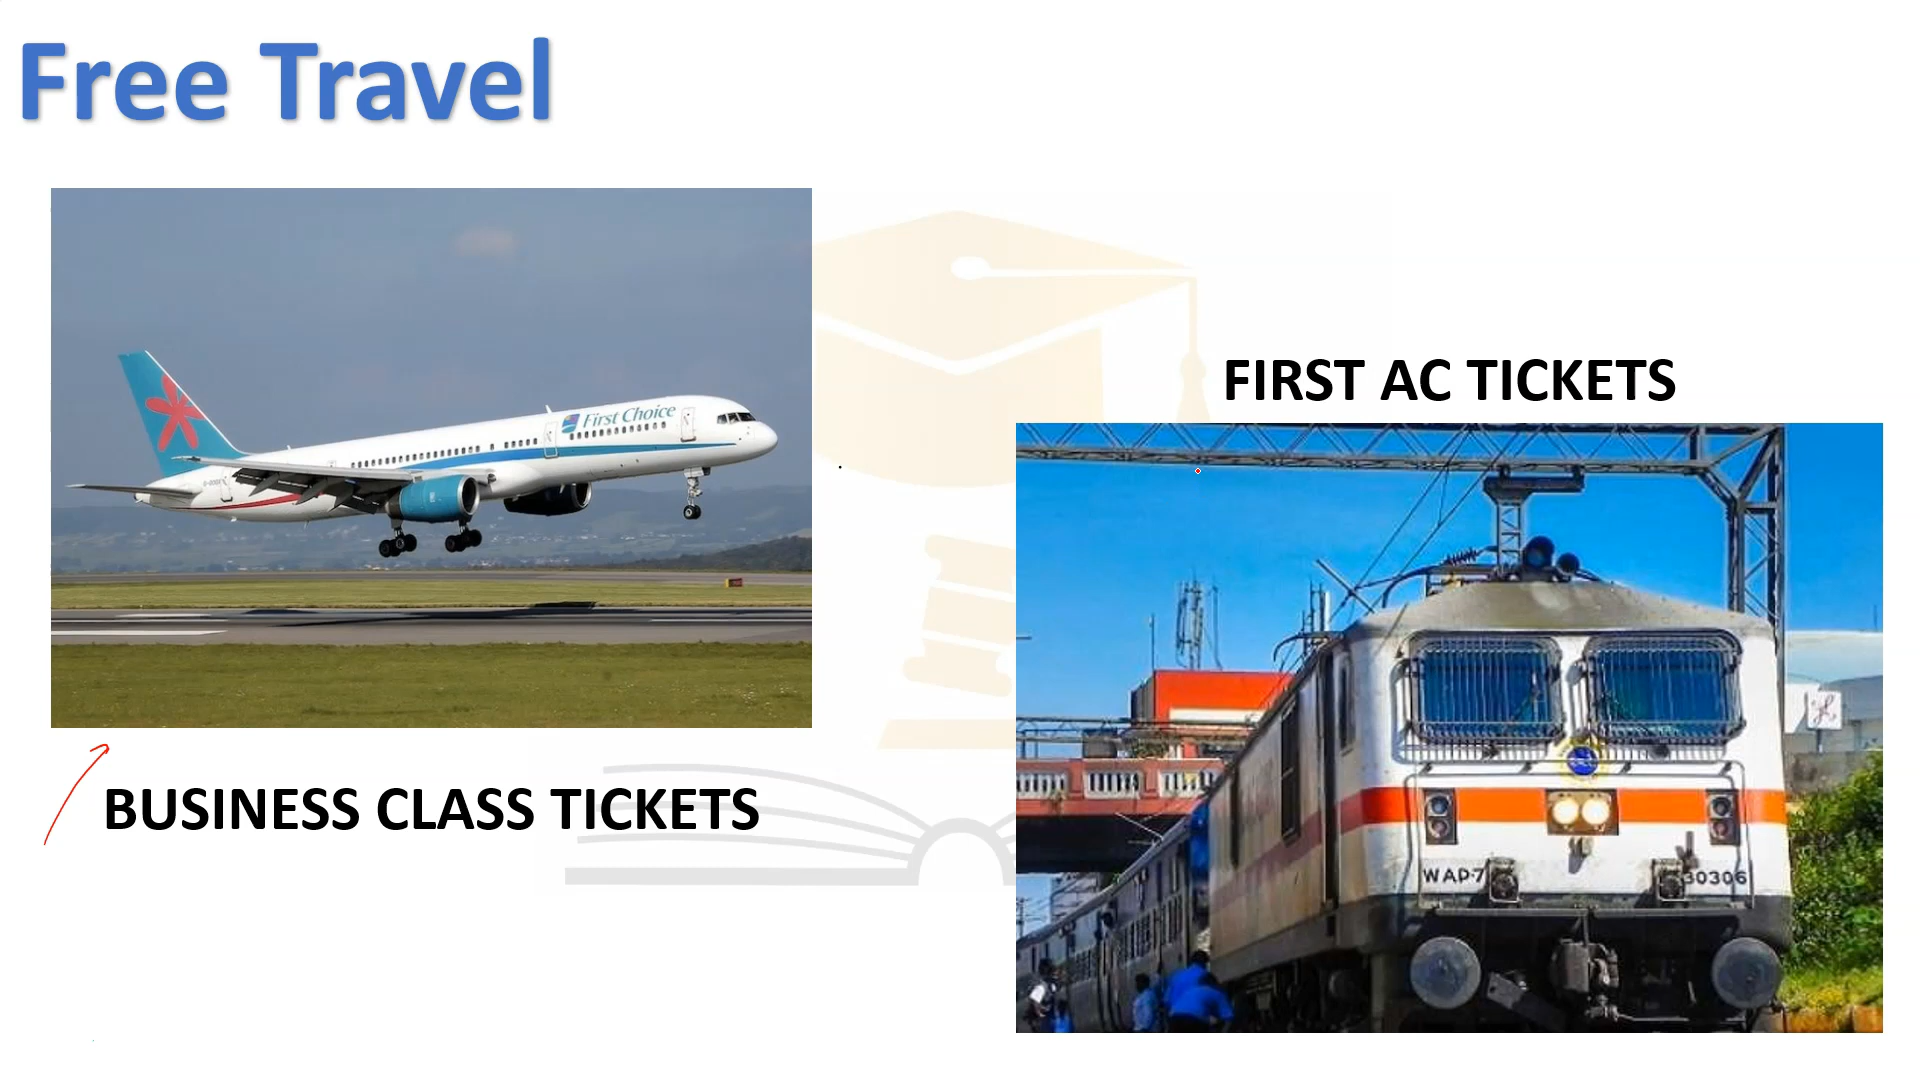 Free Travel
First Choice
FIRST AC TICKETS
BUSINESS CLASS TICKETS
WAP-7
30306